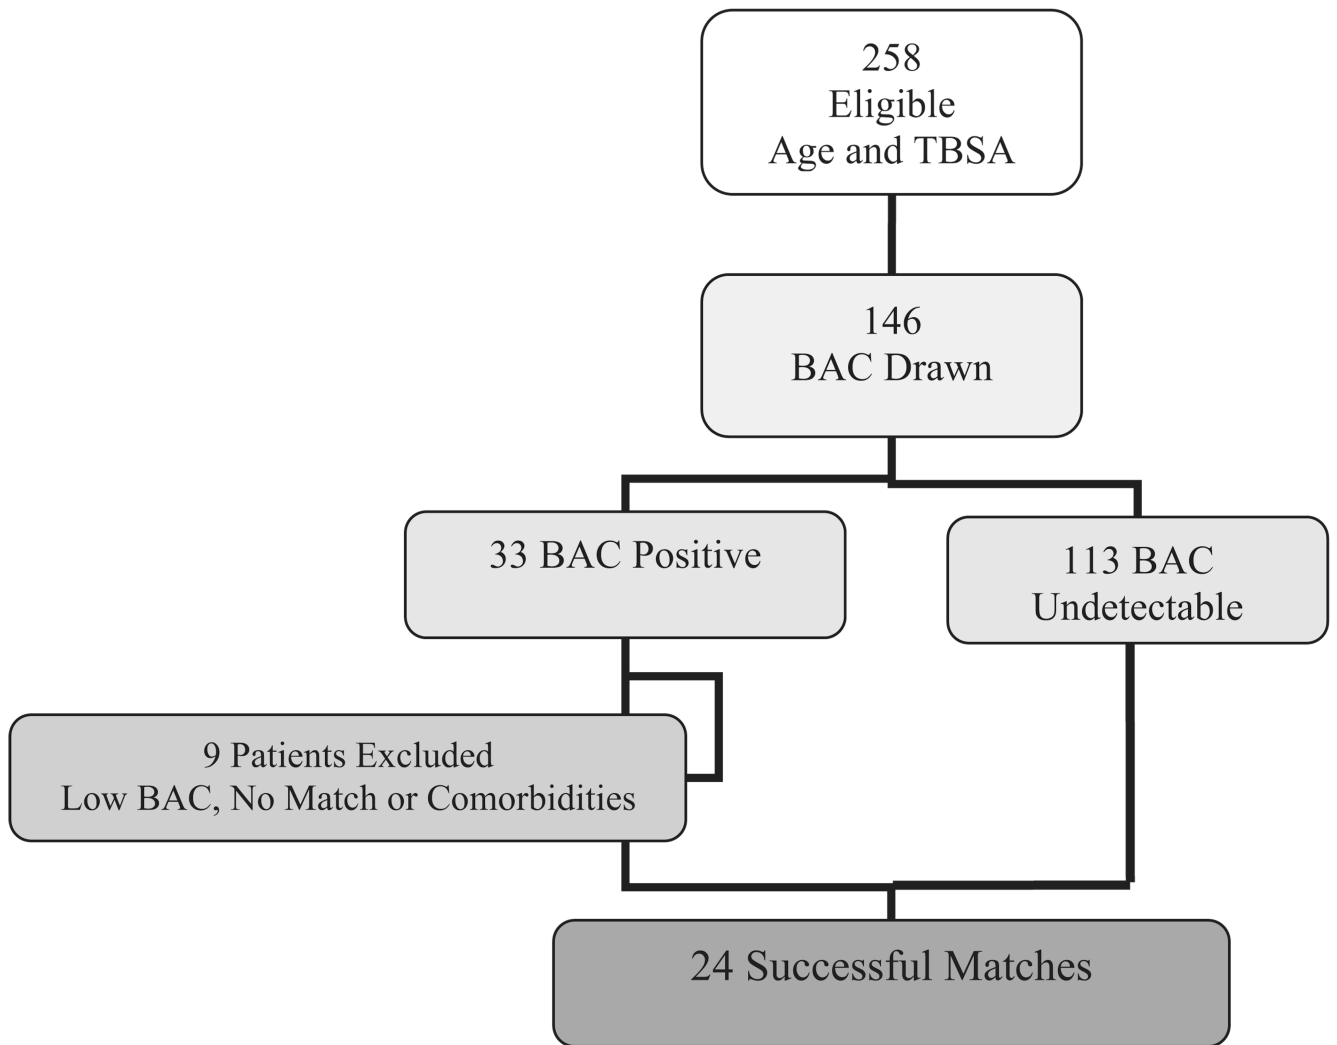 258
Eligible
Age and TBSA
146
BAC Drawn
33 BAC Positive
113 BAC
Undetectable
9 Patients Excluded
Low BAC, No Match or Comorbidities
24 Successful Matches